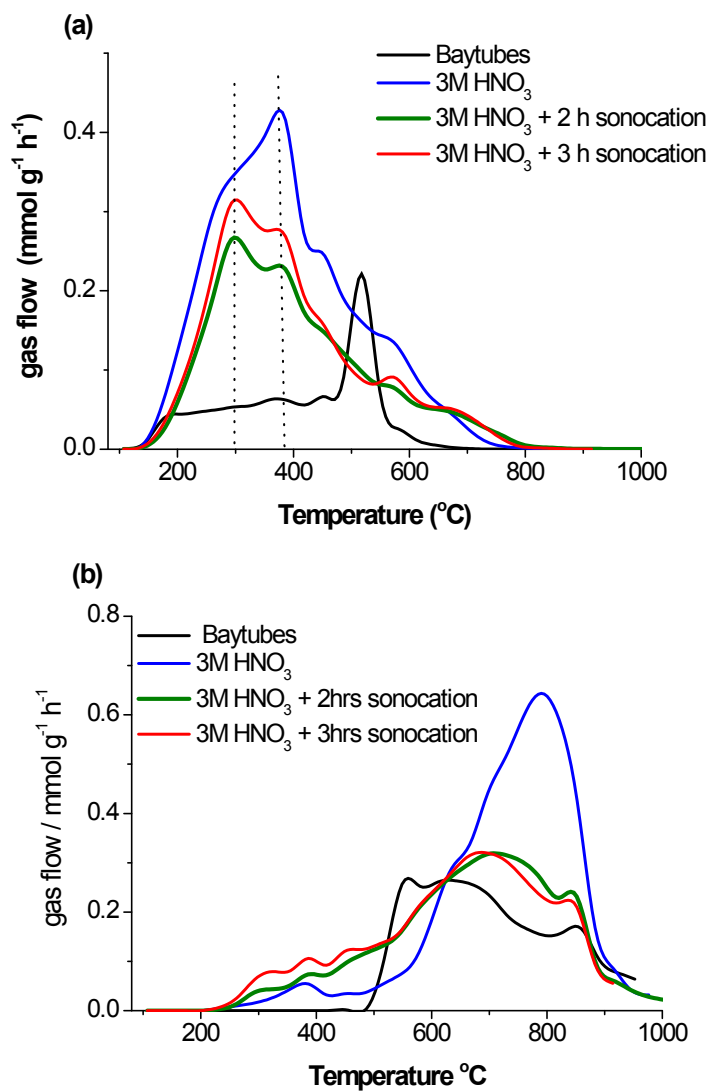 (a)
Baytubes
3M HNO3
3M HNO3 + 2 h sonocation
3M HNO3 + 3 h sonocation
gas flow (mmol g-1 h-1)
0.4
0.2
0.0
200 400 600 800 1000
Temperature (oC)
(b)
Baytubes
3M HNO3
3M HNO3 + 2hrs sonocation
3M HNO3 + 3hrs sonocation
gas flow / mmol g-1 h-1
0.8
0.6
0.4
0.2
0.0
200 400 600 800 1000
Temperature oC